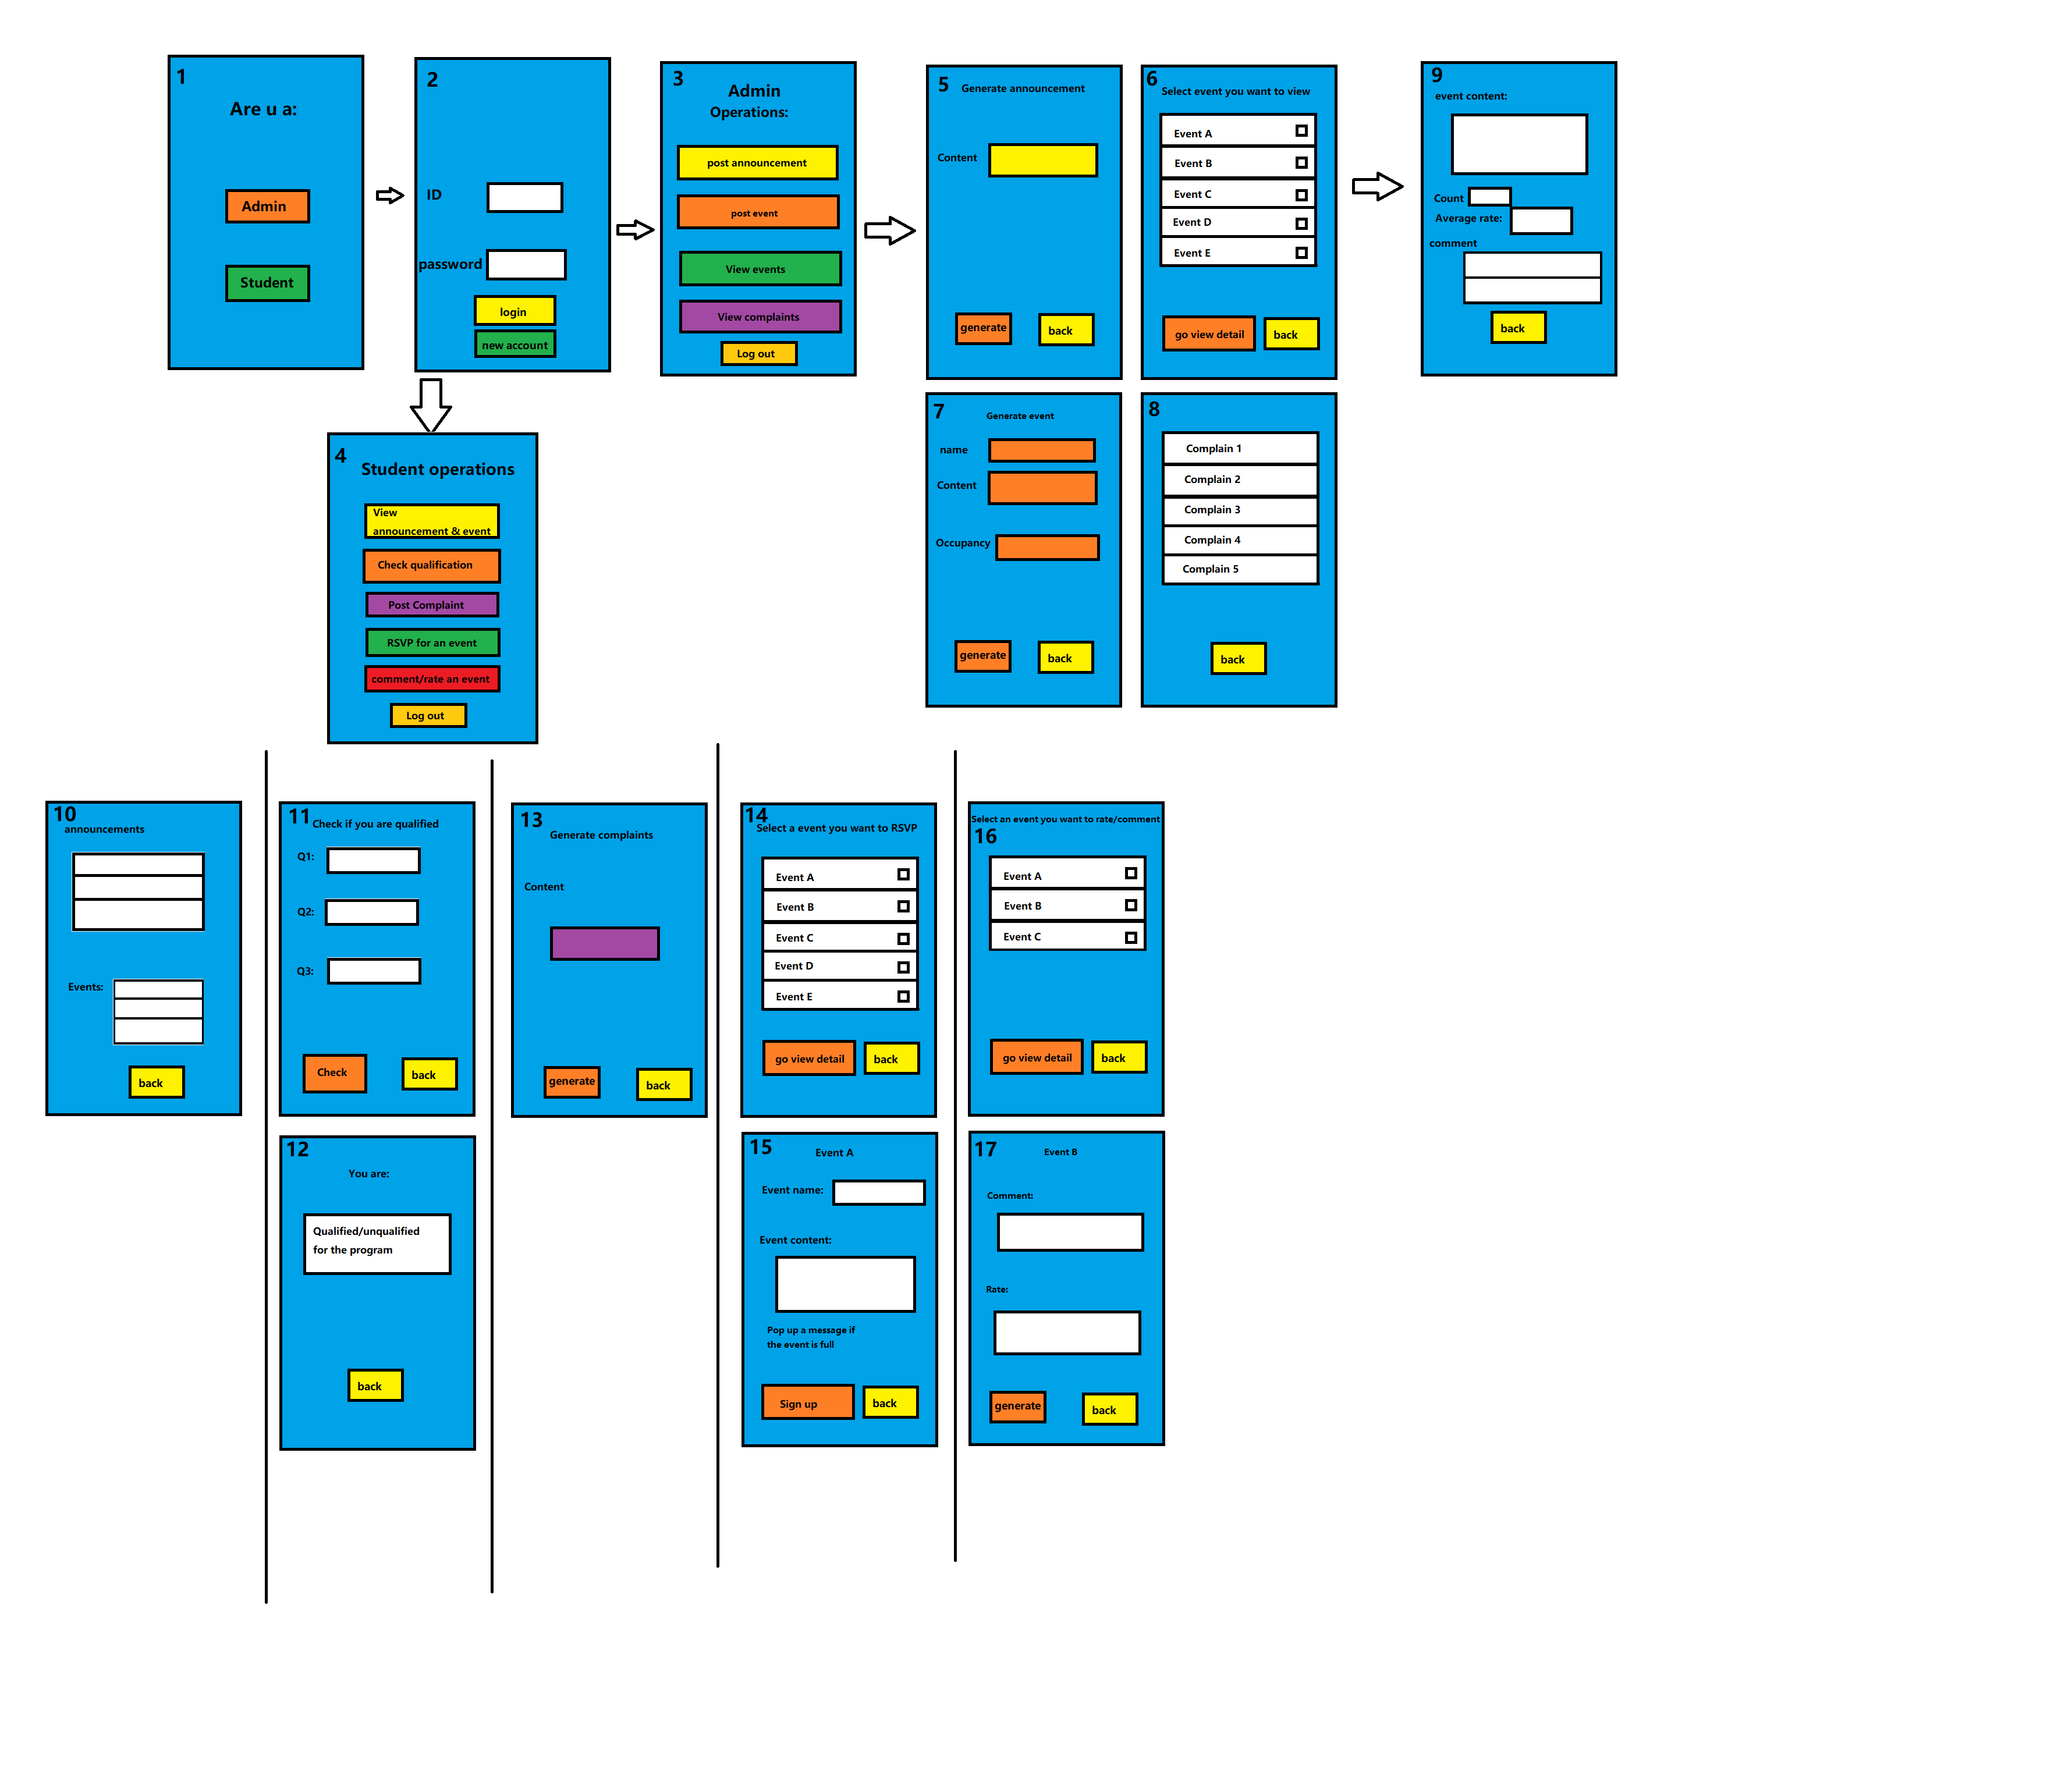 1
Are u a:
Admin
Student
2
ID
password
login
new account
3
Admin
Operations:
post announcement
post event
View events
View complaints
Log out
5
Generate announcement
Content
generate
back
6
Select event you want to view
Event A
Event B
Event C
Event D
Event E
go view detail
back
9
event content:
Count
Average rate:
comment
back
4
Student operations
View
announcement & event
Check qualification
Post Complaint
RSVP for an event
comment/rate an event
Log out
7
Generate event
name
Content
Occupancy
generate
back
8
Complain 1
Complain 2
Complain 3
Complain 4
Complain 5
back
10
announcements
Events:
back
11
Check if you are qualified
Q1:
Q2:
Q3:
Check
back
12
You are:
Qualified/unqualified
for the program
back
13
Generate complaints
Content
generate
back
14
Select a event you want to RSVP
Event A
Event B
Event C
Event D
Event E
go view detail
back
15
Event A
Event name:
Event content:
Pop up a message if
the event is full
Sign up
back
Select an event you want to rate/comment
16
Event A
Event B
Event C
go view detail
back
17
Event B
Comment:
Rate:
generate
back